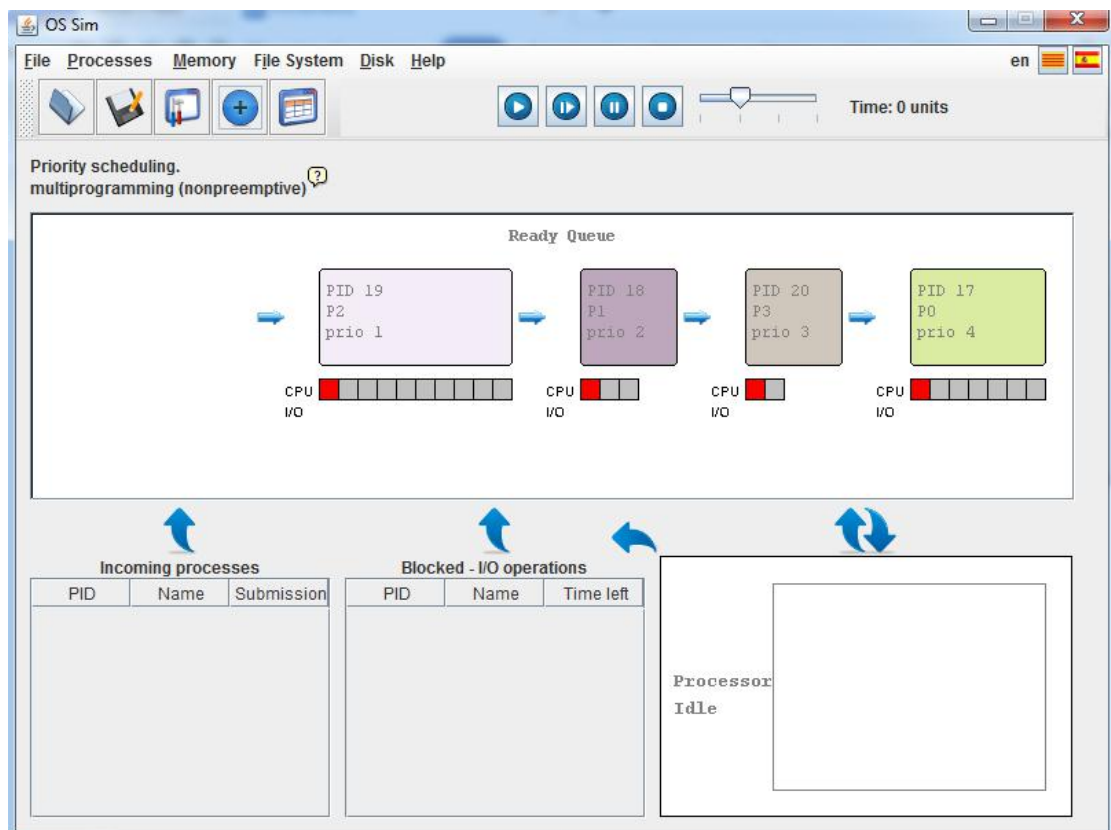 OS Sim
File Processes Memory File System Disk Help en
Time: 0 units
Priority scheduling.
multiprogramming (nonpreemptive) ?
Ready Queue
PID 19
P2
prio 1
PID 18
P1
prio 2
PID 20
P3
prio 3
PID 17
P0
prio 4
CPU CPU CPU CPU
I/O I/O I/O I/O
Incoming processes
PID Name Submission
Blocked - I/O operations
PID Name Time left
Processor
Idle